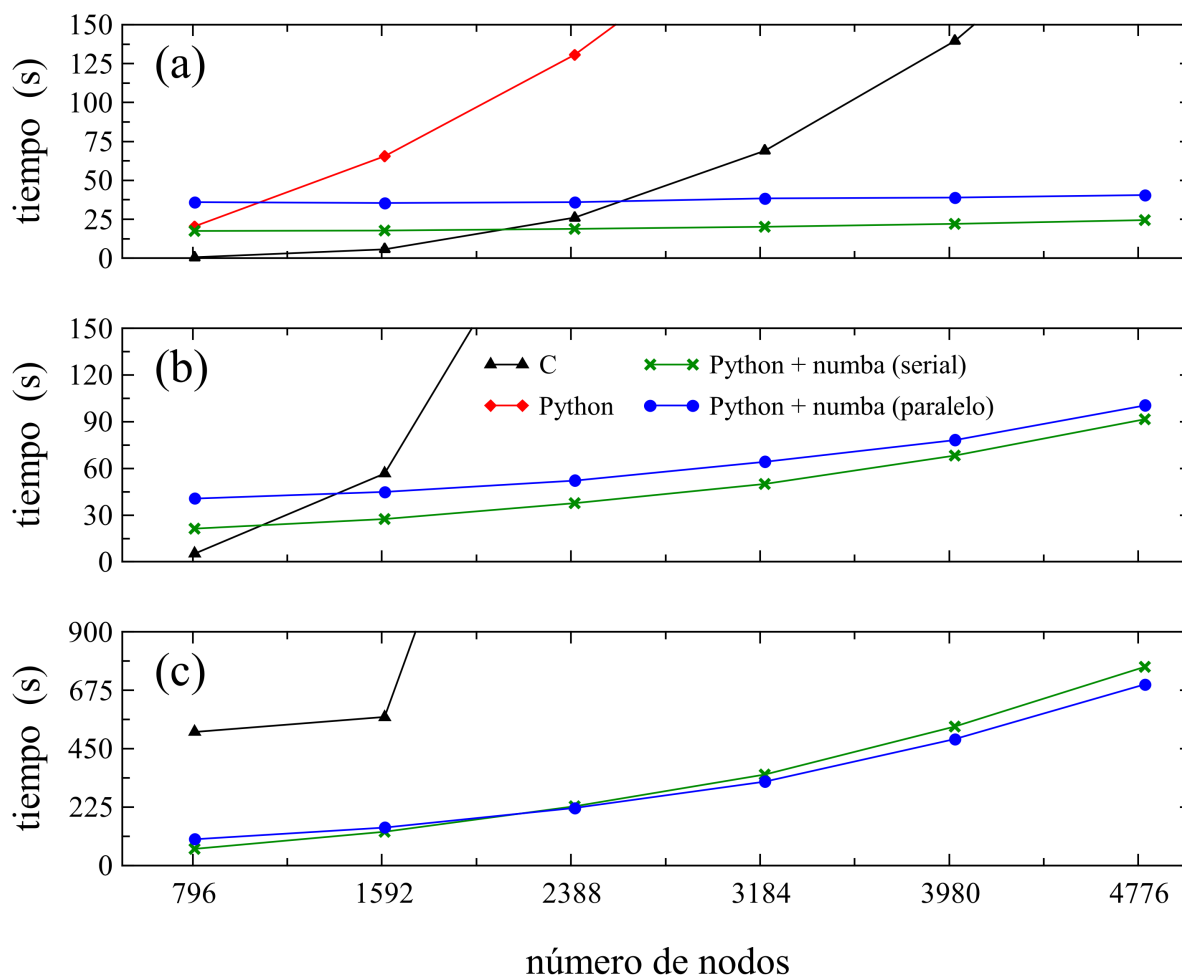 150
125
100
75
50
25
0
tiempo (s)
(a)
150
120
90
60
30
0
tiempo (s)
(b)
C
Python + numba (serial)
Python
Python + numba (paralelo)
900
675
450
225
0
tiempo (s)
(c)
796 1592 2388 3184 3980 4776
número de nodos